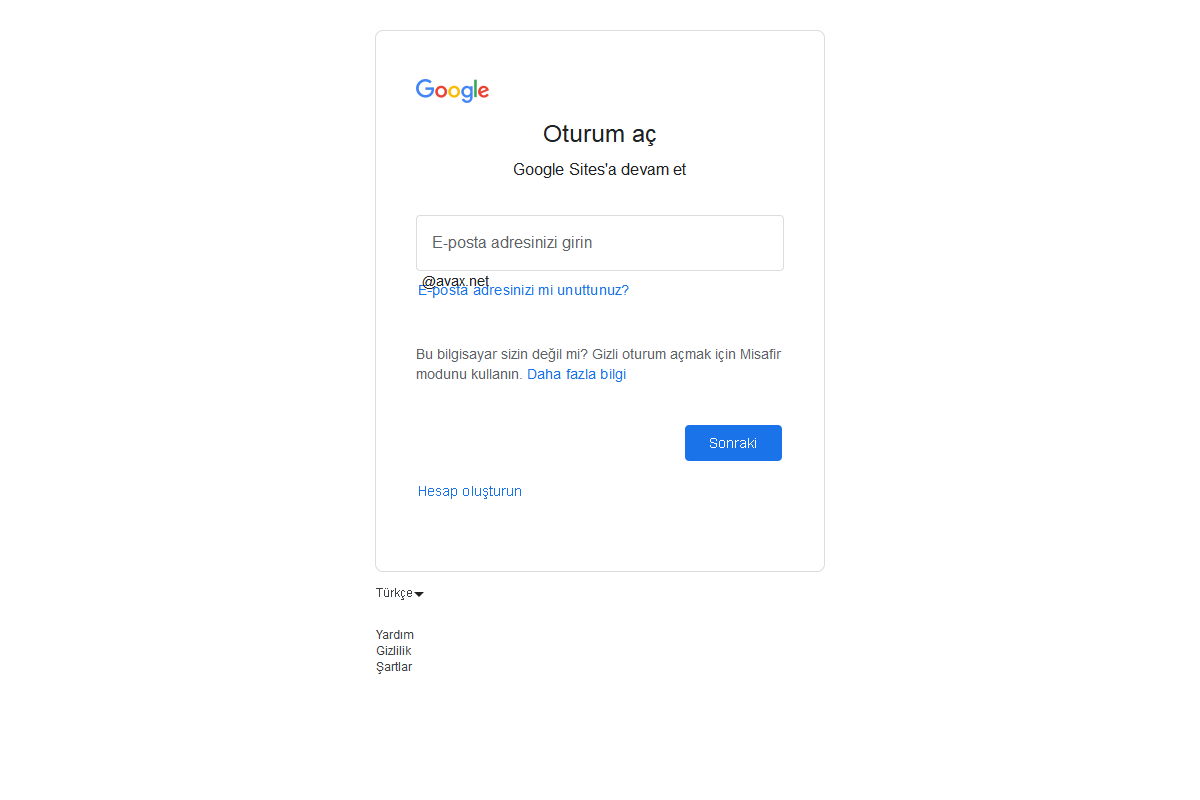 Google
Oturum aç
Google Sites'a devam et
E-posta adresinizi girin
@avax.net
E-posta adresinizi mi unuttunuz?
Bu bilgisayar sizin değil mi? Gizli oturum açmak için Misafir
modunu kullanın. Daha fazla bilgi
Sonraki
Hesap oluşturun
Türkçe
Yardım
Gizlilik
Şartlar